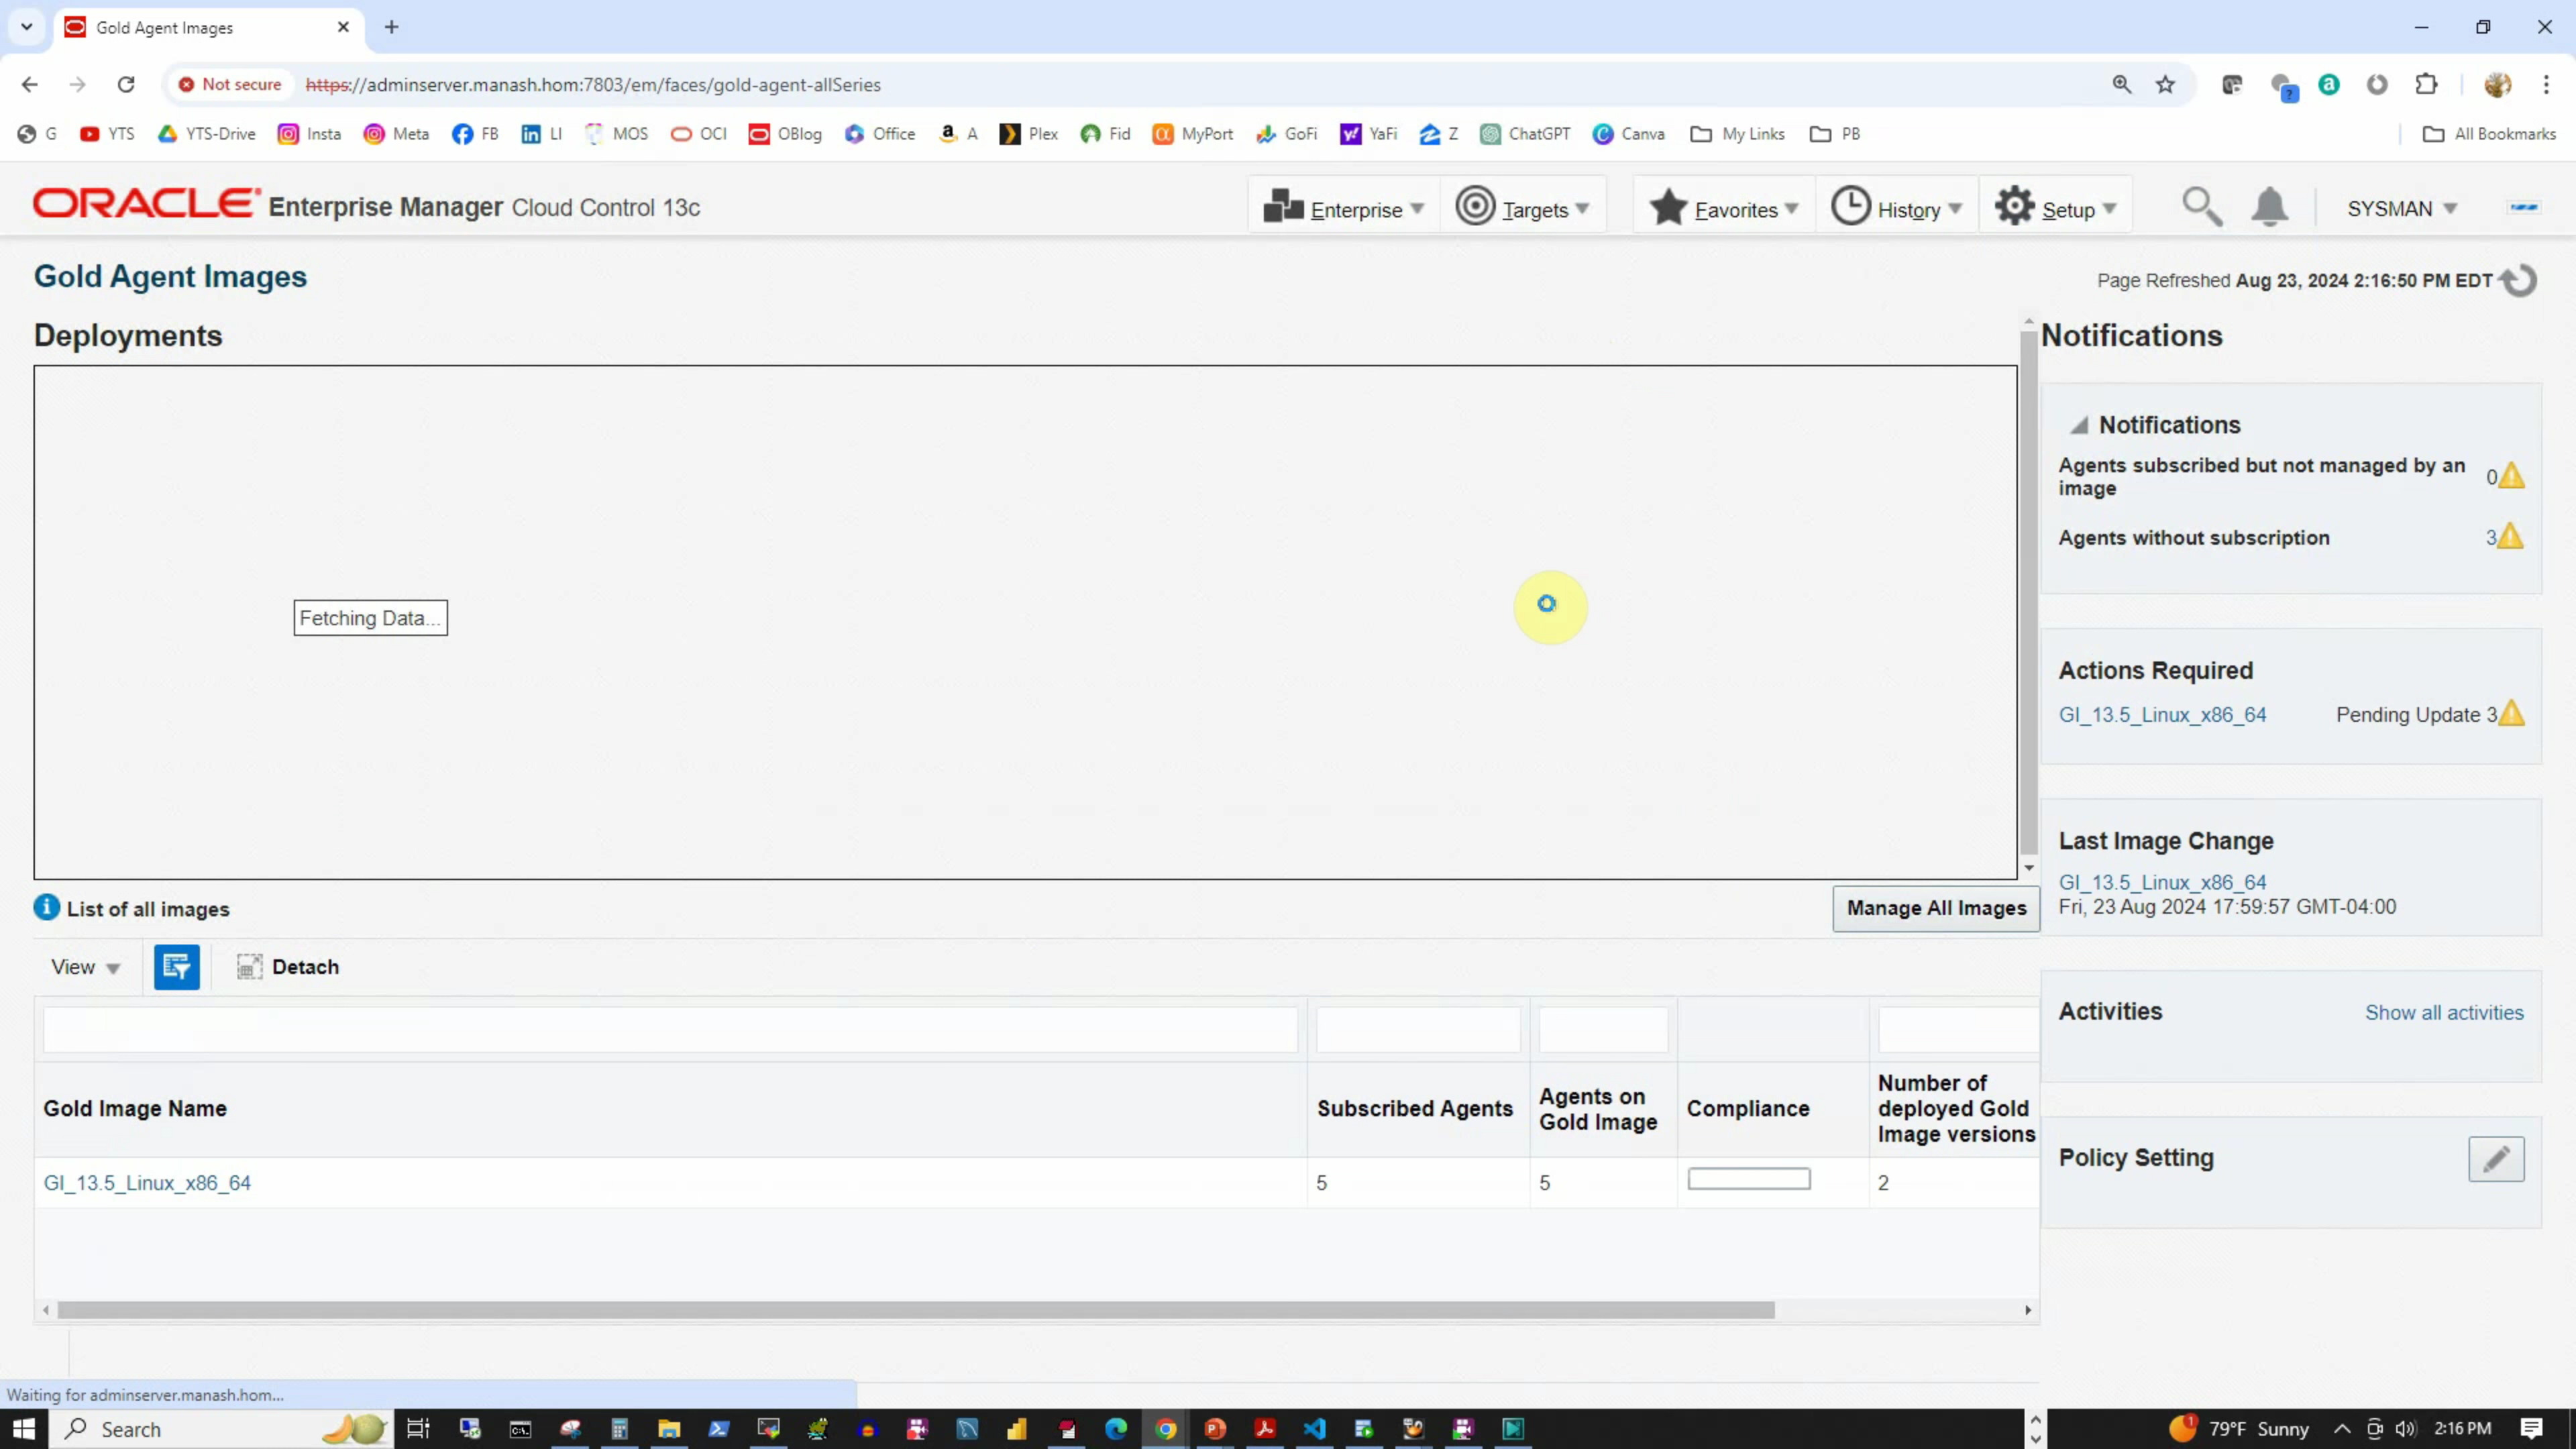 Gold Agent Images
Not secure https://adminserver.manash.hom:7803/em/faces/gold-agent-allSeries
G YTS YTS-Drive Insta Meta FB LI MOS OCI OBlog Office A Plex Fid MyPort GoFi YaFi Z ChatGPT Canva My Links PB All Bookmarks
ORACLE Enterprise Manager Cloud Control 13c Enterprise Targets Favorites History Setup SYSMAN
Gold Agent Images
Page Refreshed Aug 23, 2024 2:16:50 PM EDT
Deployments
Fetching Data...
List of all images
Manage All Images
View
Detach
Gold Image Name
Subscribed Agents
Agents on
Gold Image
Compliance
Number of
deployed Gold
Image versions
GI_13.5_Linux_x86_64 5 5 2
Notifications
Notifications
Agents subscribed but not managed by an
image
0
Agents without subscription 3
Actions Required
GI_13.5_Linux_x86_64 Pending Update 3
Last Image Change
GI_13.5_Linux_x86_64
Fri, 23 Aug 2024 17:59:57 GMT-04:00
Activities Show all activities
Policy Setting
Waiting for adminserver.manash.hom...
Search
79°F Sunny
2:16 PM